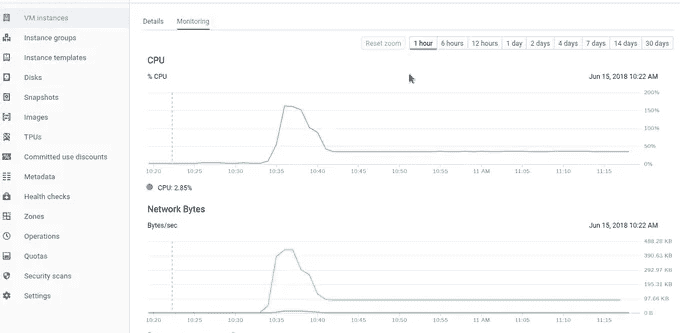 VM instances
Instance groups
Instance templates
Disks
Snapshots
Images
TPUs
Committed use discounts
Metadata
Health checks
Zones
Operations
Quotas
Security scans
Settings
Details Monitoring
Reset zoom 1 hour 6 hours 12 hours 1 day 2 days 4 days 7 days 14 days 30 days
CPU
% CPU Jun 15, 2018 10:22 AM
200%
150%
100%
50%
0%
10:20 10:25 10:30 10:35 10:40 10:45 10:50 10:55 11 AM 11:05 11:10 11:15
CPU: 2.85%
Network Bytes
Bytes/sec Jun 15, 2018 10:22 AM
488.28 KB
390.63 KB
292.97 KB
195.31 KB
97.66 KB
0 B
10:20 10:25 10:30 10:35 10:40 10:45 10:50 10:55 11 AM 11:05 11:10 11:15